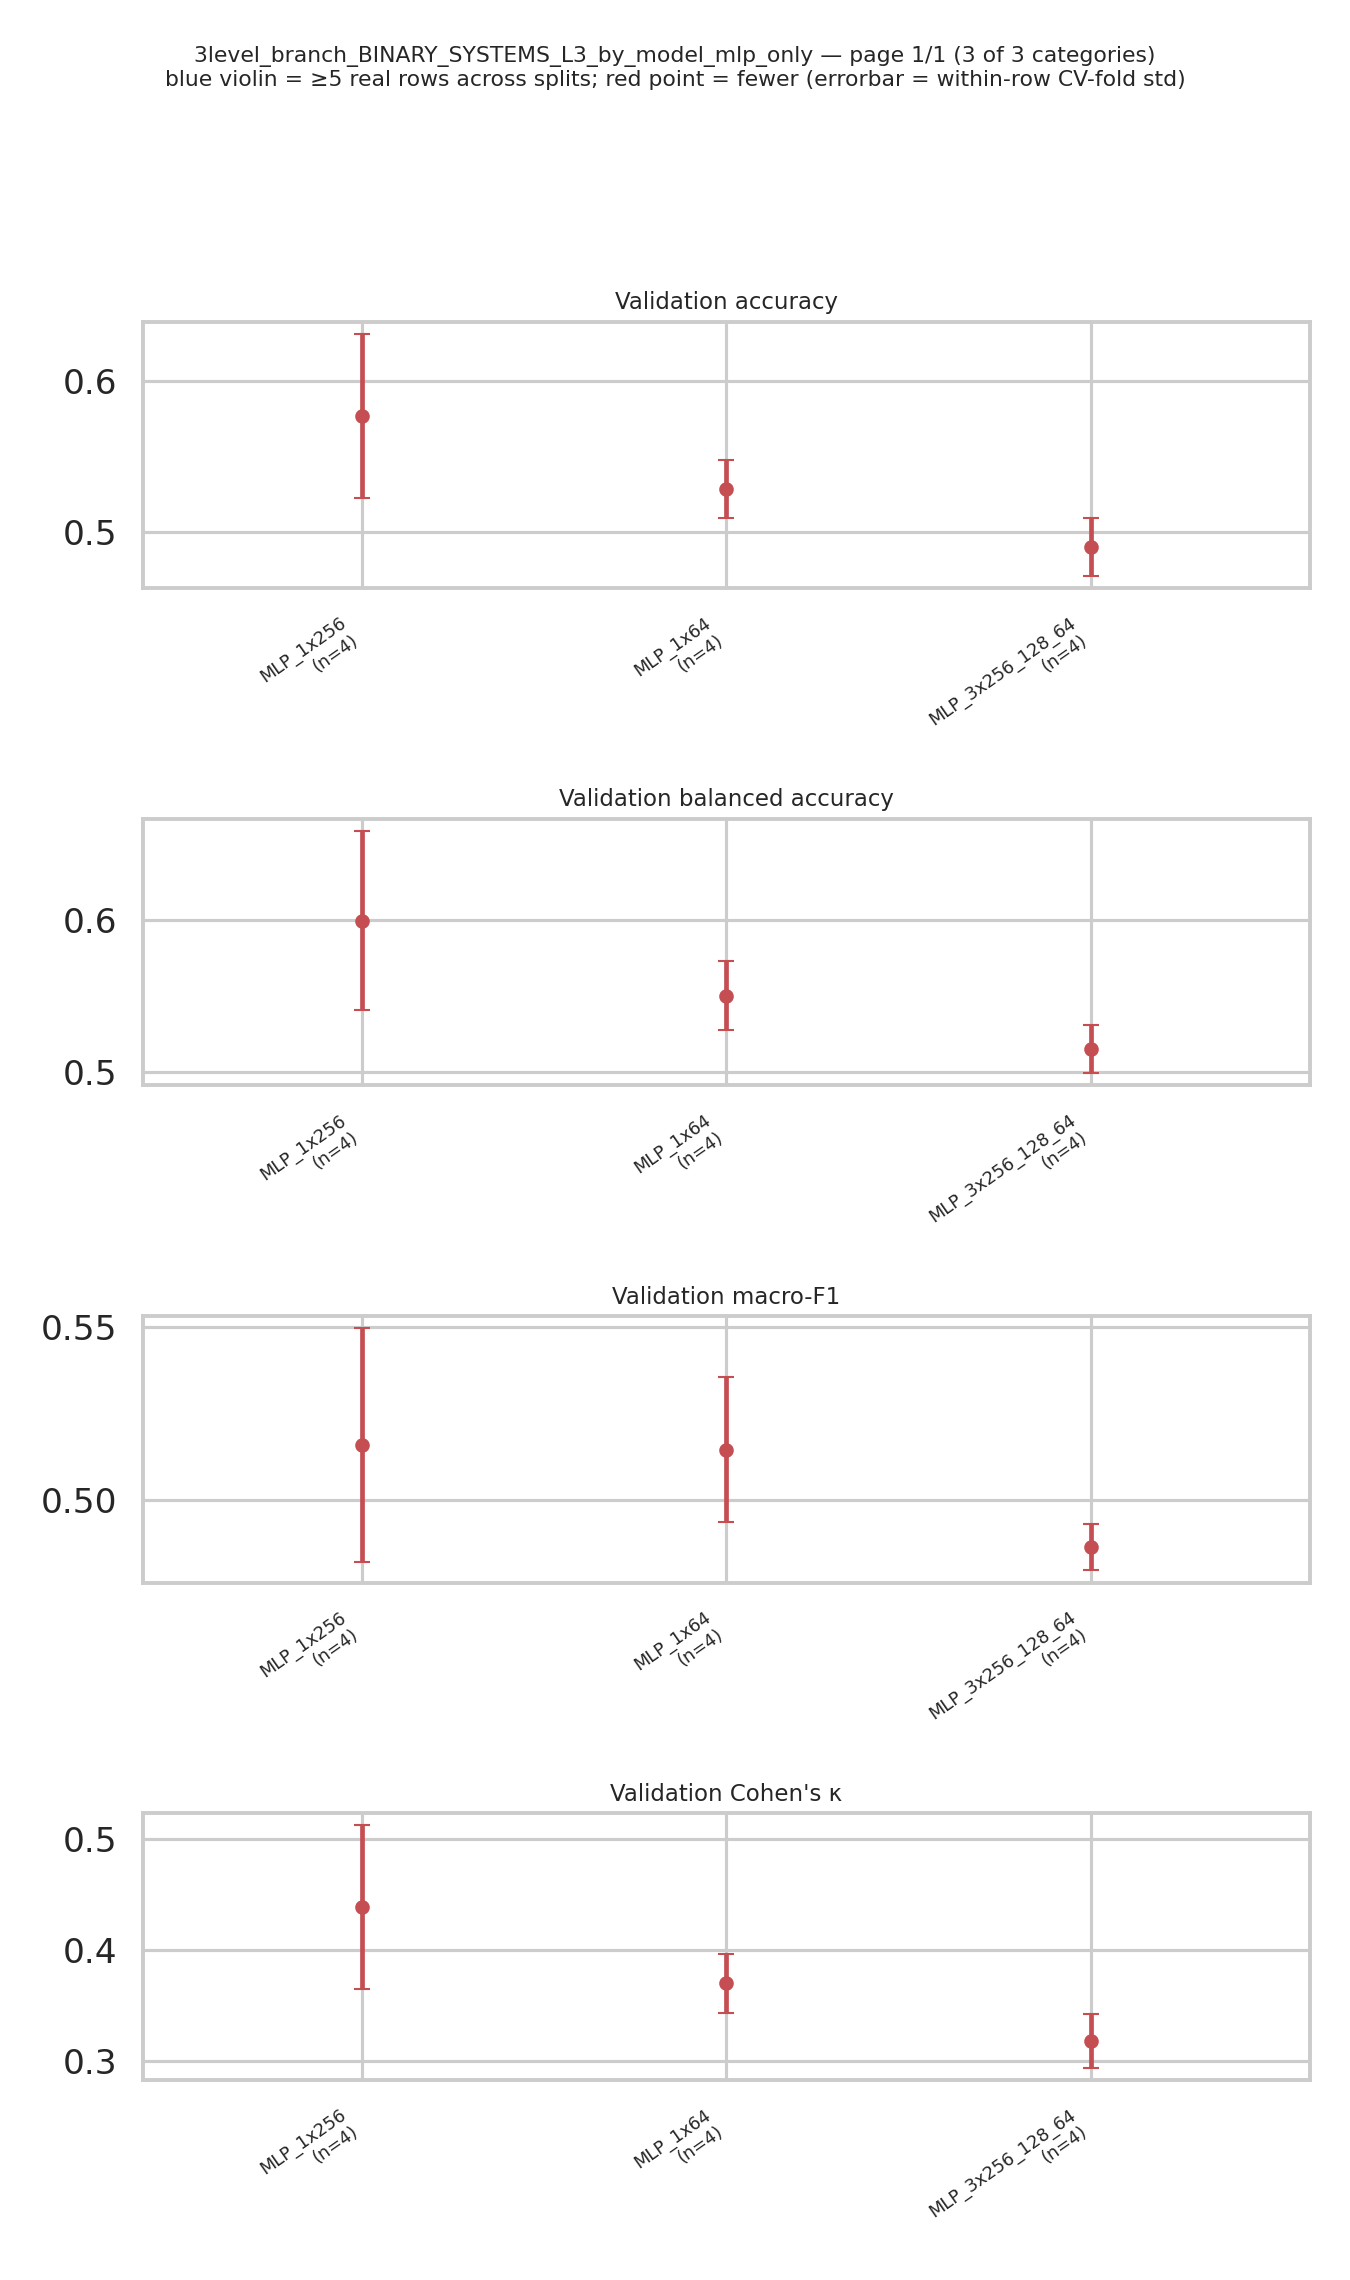 3level_branch_BINARY_SYSTEMS_L3_by_model_mlp_only — page 1/1 (3 of 3 categories)
blue violin = ≥5 real rows across splits; red point = fewer (errorbar = within-row CV-fold std)
Validation accuracy
0.6
0.5
MLP_1x256
(n=4)
MLP_1x64
(n=4)
MLP_3x256_128_64
(n=4)
Validation balanced accuracy
0.6
0.5
MLP_1x256
(n=4)
MLP_1x64
(n=4)
MLP_3x256_128_64
(n=4)
Validation macro-F1
0.55
0.50
MLP_1x256
(n=4)
MLP_1x64
(n=4)
MLP_3x256_128_64
(n=4)
Validation Cohen's κ
0.5
0.4
0.3
MLP_1x256
(n=4)
MLP_1x64
(n=4)
MLP_3x256_128_64
(n=4)